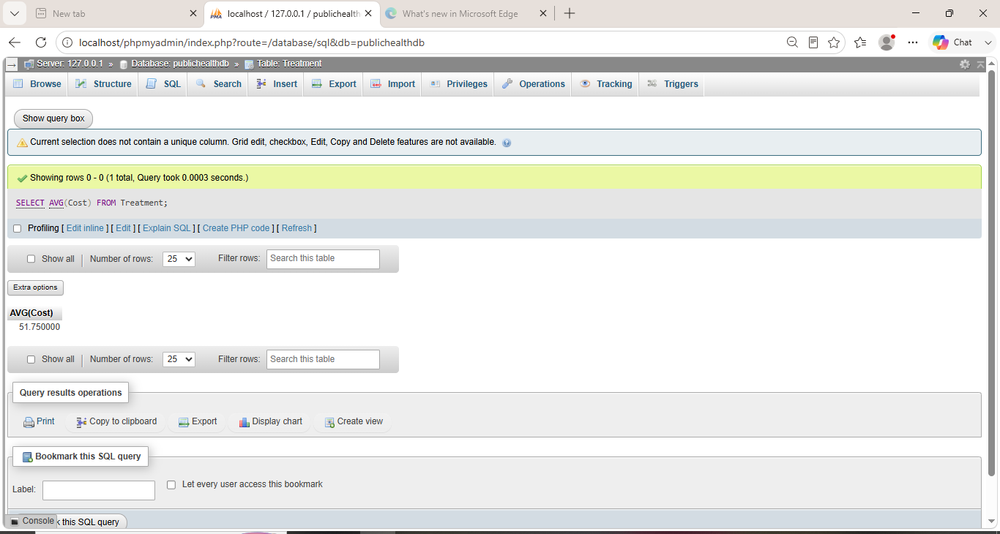 New tab
localhost / 127.0.0.1 / publichealth
What's new in Microsoft Edge
localhost/phpmyadmin/index.php?route=/database/sql&db=publichealthdb
Chat
Server: 127.0.0.1 » Database: publichealthdb » Table: Treatment
Browse Structure SQL Search Insert Export Import Privileges Operations Tracking Triggers
Show query box
Current selection does not contain a unique column. Grid edit, checkbox, Edit, Copy and Delete features are not available.
Showing rows 0 - 0 (1 total, Query took 0.0003 seconds.)
SELECT AVG(Cost) FROM Treatment;
Profiling [ Edit inline ] [ Edit ] [ Explain SQL ] [ Create PHP code ] [ Refresh ]
Show all | Number of rows: 25 Filter rows: Search this table
Extra options
AVG(Cost)
51.750000
Show all | Number of rows: 25 Filter rows: Search this table
Query results operations
Print Copy to clipboard Export Display chart Create view
Bookmark this SQL query
Label: Let every user access this bookmark
Console k this SQL query